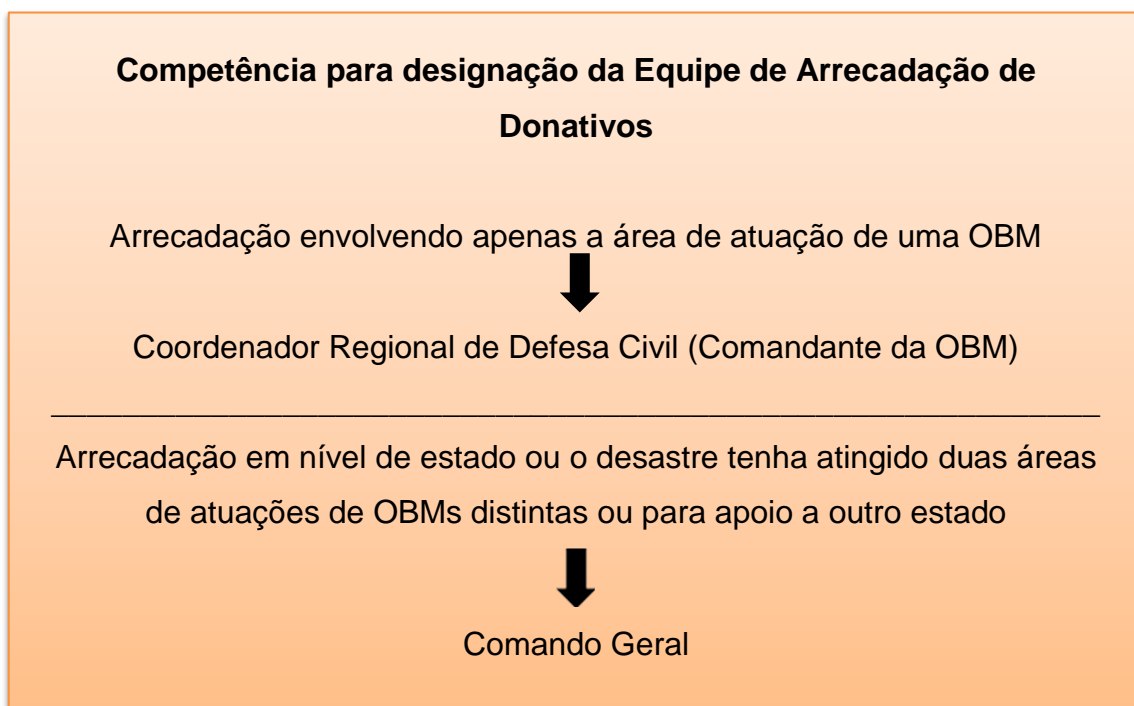 Competência para designação da Equipe de Arrecadação de
Donativos
Arrecadação envolvendo apenas a área de atuação de uma OBM
Coordenador Regional de Defesa Civil (Comandante da OBM)
Arrecadação em nível de estado ou o desastre tenha atingido duas áreas
de atuações de OBMs distintas ou para apoio a outro estado
Comando Geral